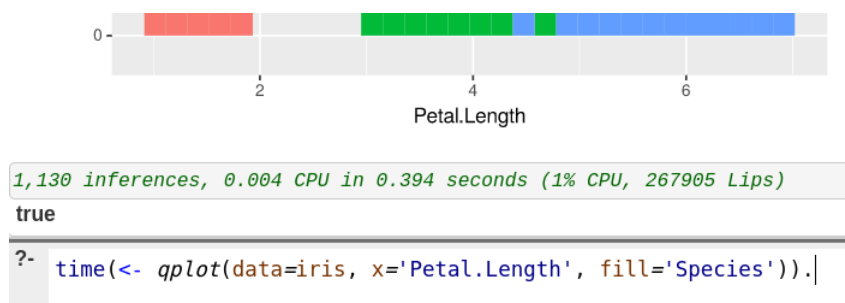 0
2 4 6
Petal.Length
1,130 inferences, 0.004 CPU in 0.394 seconds (1% CPU, 267905 Lips)
true
?- time(<- qplot(data=iris, x='Petal.Length', fill='Species')).